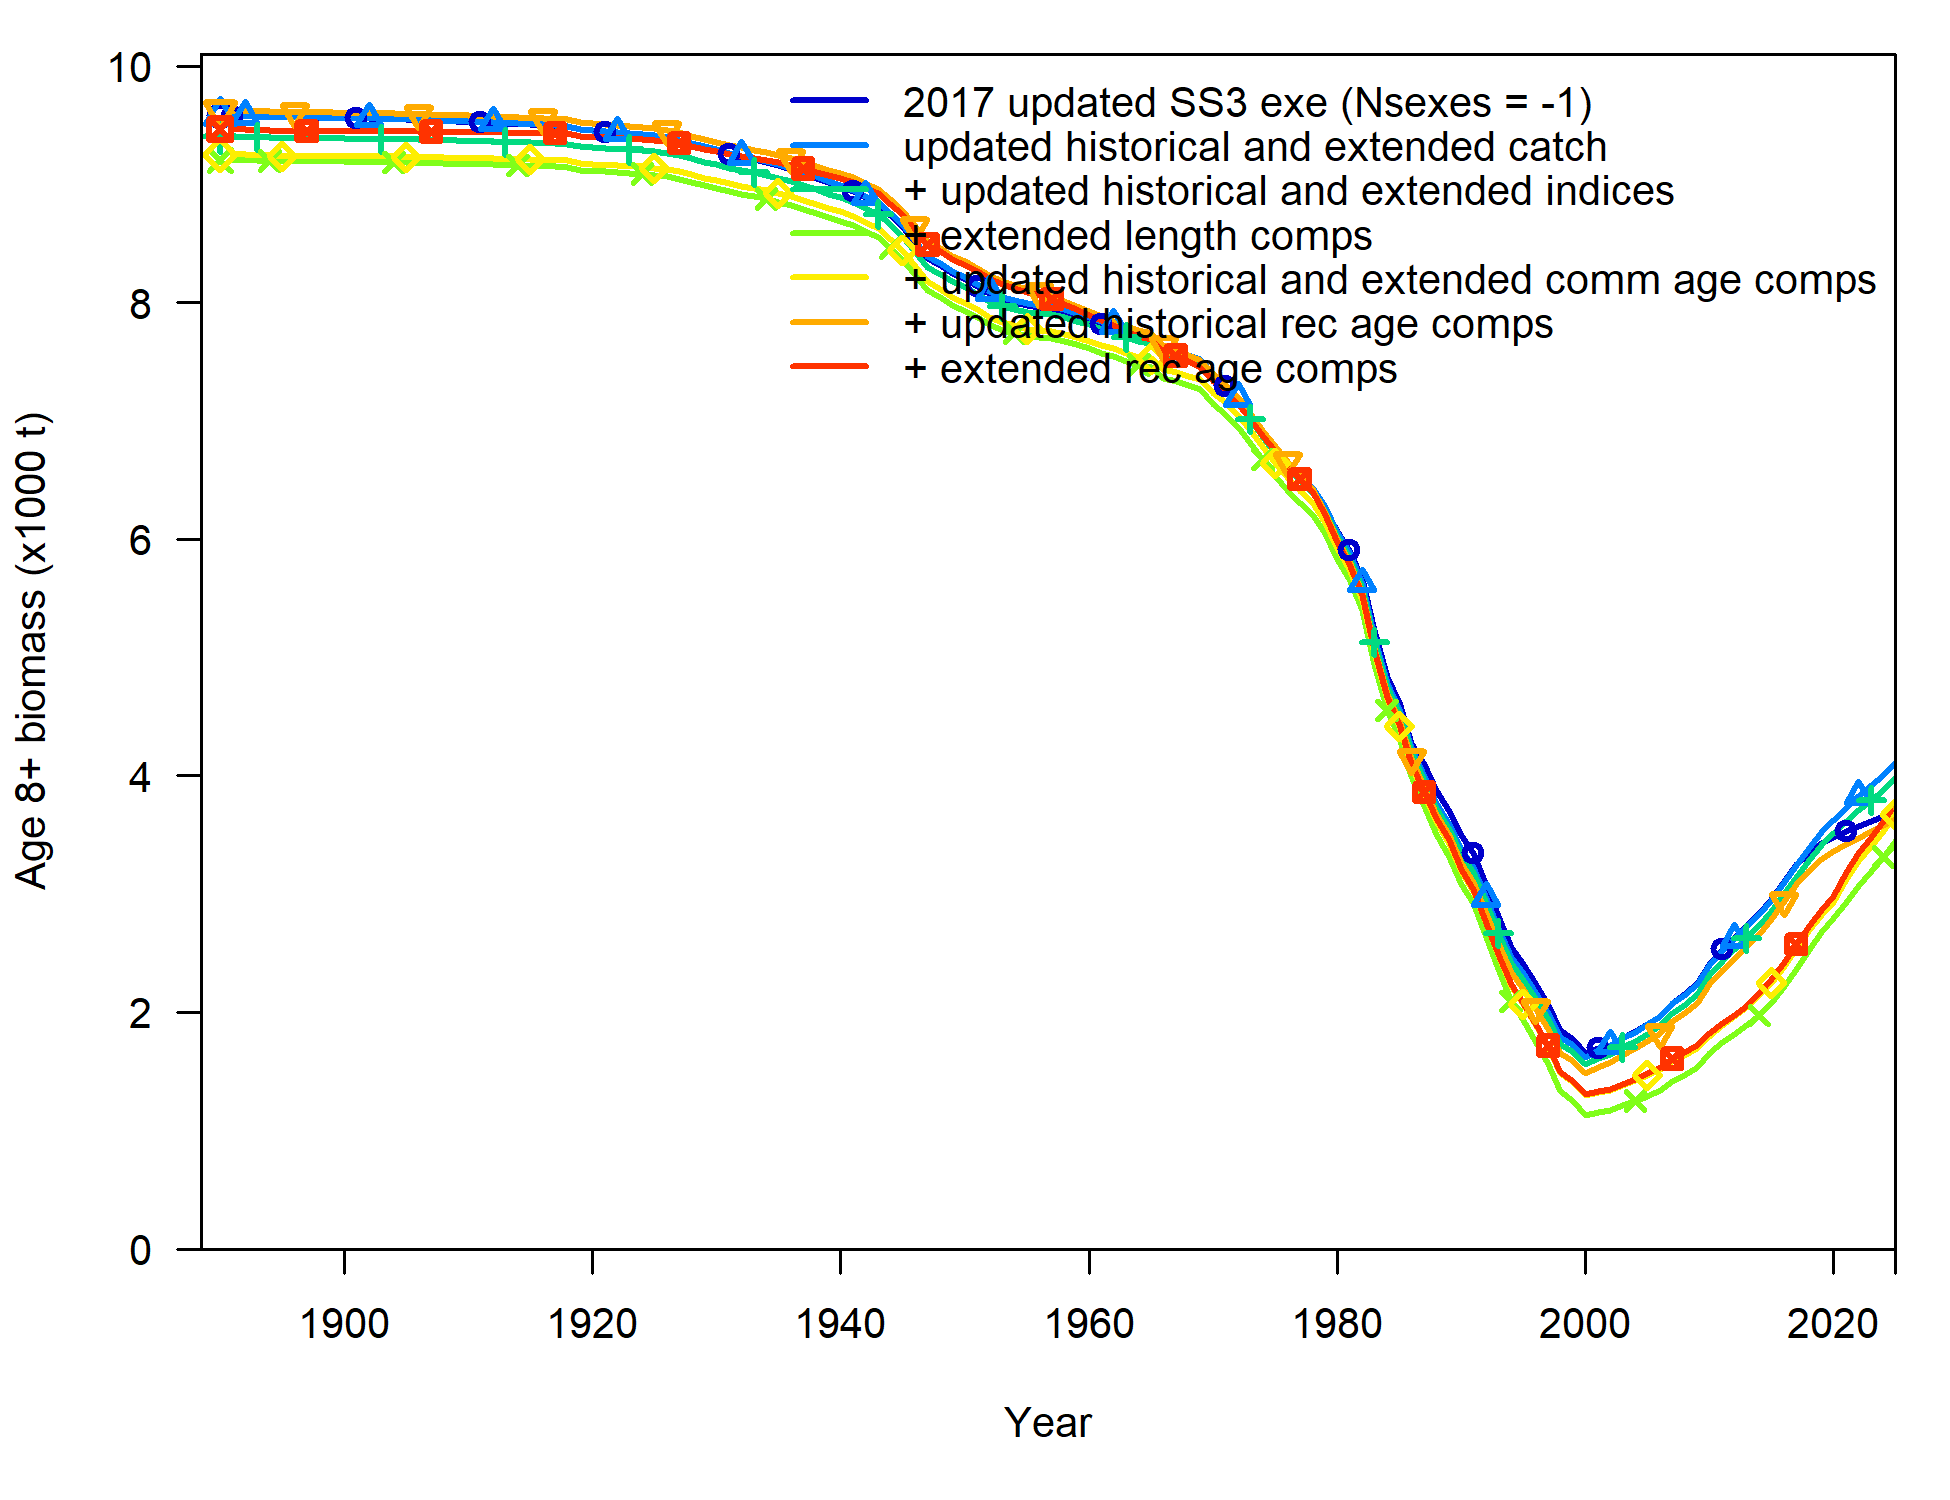 10
8
6
4
2
0
Age 8+ biomass (x1000 t)
2017 updated SS3 exe (Nsexes = -1)
updated historical and extended catch
+ updated historical and extended indices
+ extended length comps
+ updated historical and extended comm age comps
+ updated historical rec age comps
+ extended rec age comps
1900 1920 1940 1960 1980 2000 2020
Year